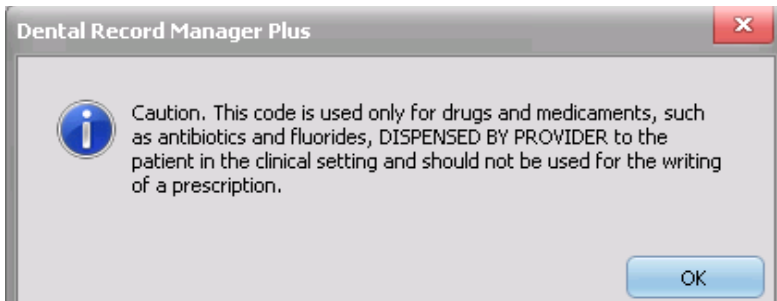 Dental Record Manager Plus
Caution. This code is used only for drugs and medicaments, such
as antibiotics and fluorides, DISPENSED BY PROVIDER to the
patient in the clinical setting and should not be used for the writing
of a prescription.
OK